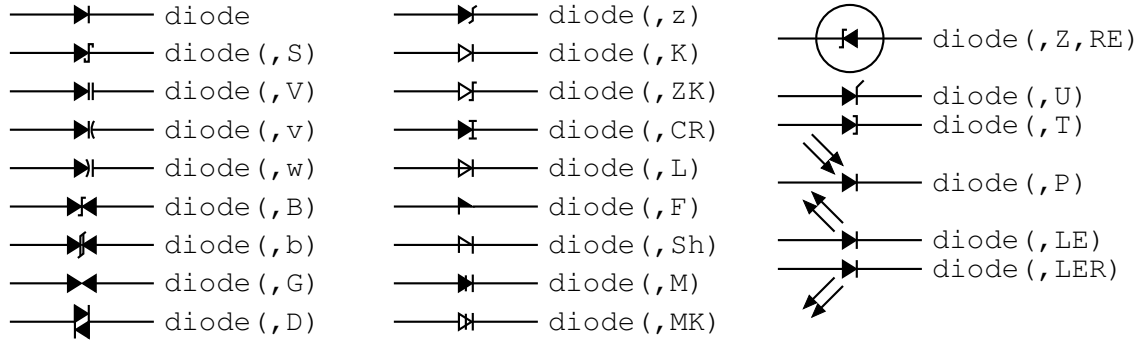 diode
diode(,S)
diode(,V)
diode(,v)
diode(,w)
diode(,B)
diode(,b)
diode(,G)
diode(,D)
diode(,z)
diode(,K)
diode(,ZK)
diode(,CR)
diode(,L)
diode(,F)
diode(,Sh)
diode(,M)
diode(,MK)
diode(,Z,RE)
diode(,U)
diode(,T)
diode(,P)
diode(,LE)
diode(,LER)